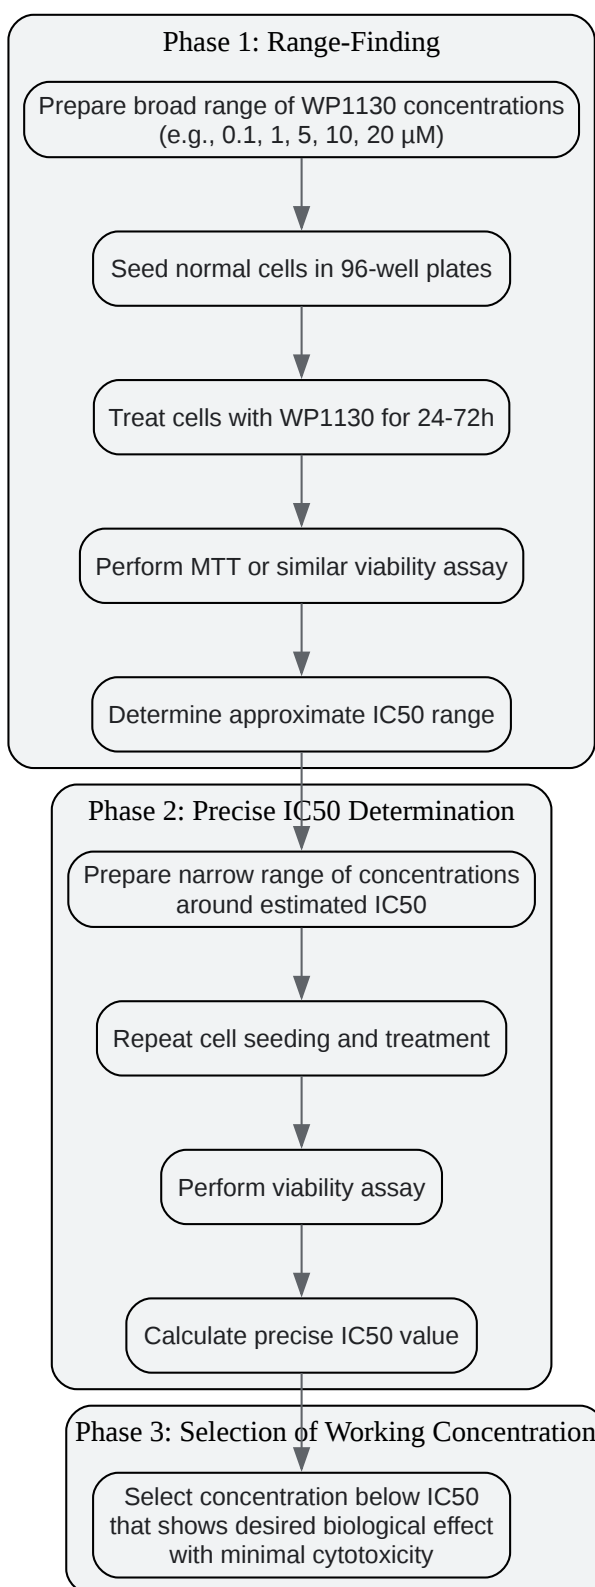 Phase 1: Range-Finding
Prepare broad range of WP1130 concentrations
(e.g., 0.1, 1, 5, 10, 20 µM)
Seed normal cells in 96-well plates
Treat cells with WP1130 for 24-72h
Perform MTT or similar viability assay
Determine approximate IC50 range
Phase 2: Precise IC50 Determination
Prepare narrow range of concentrations
around estimated IC50
Repeat cell seeding and treatment
Perform viability assay
Calculate precise IC50 value
Phase 3: Selection of Working Concentration
Select concentration below IC50
that shows desired biological effect
with minimal cytotoxicity